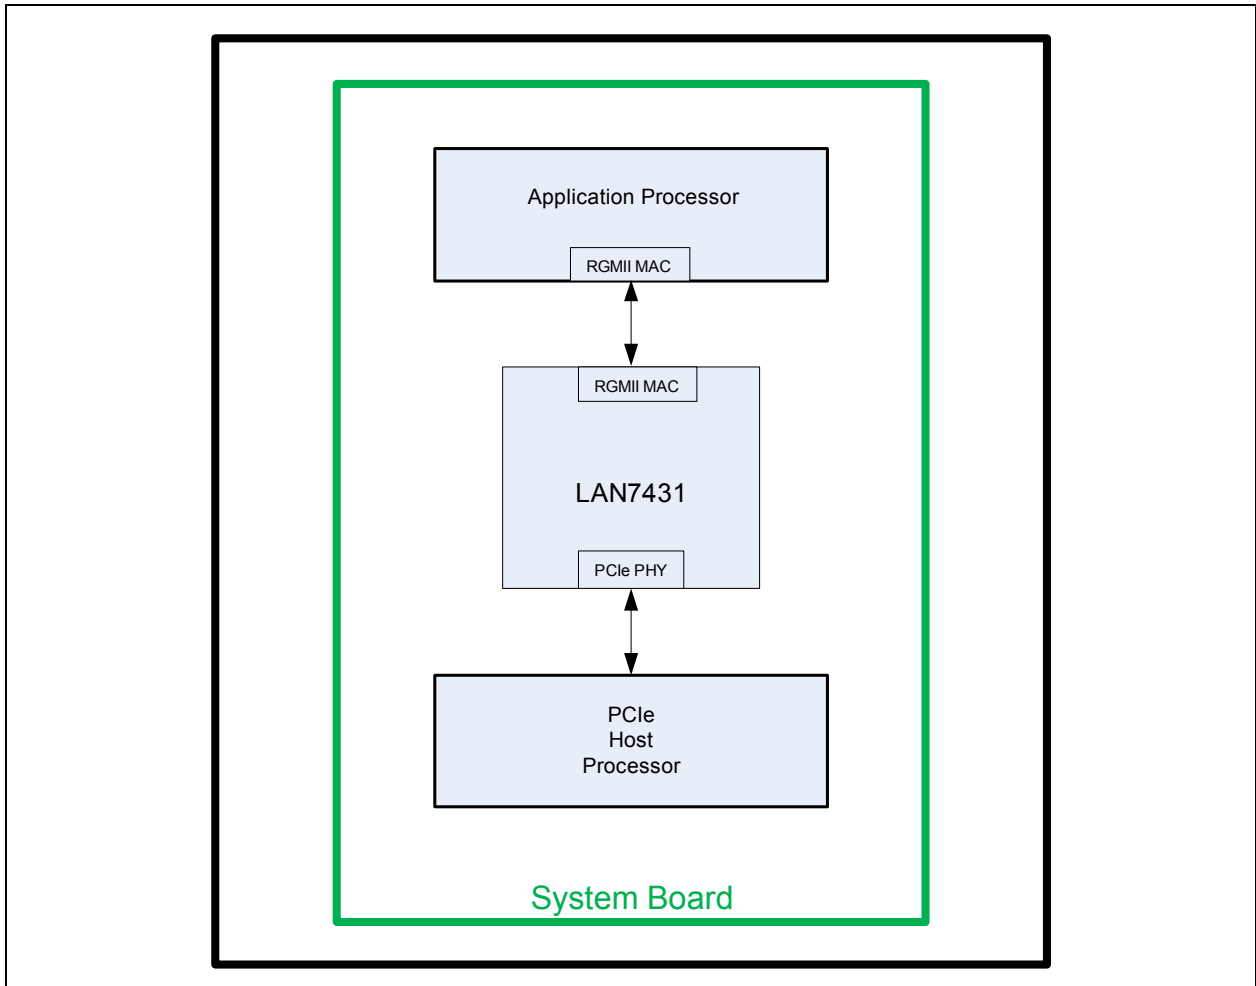 Application Processor
RGMII MAC
RGMII MAC
LAN7431
PCIe PHY
PCIe
Host
Processor
System Board